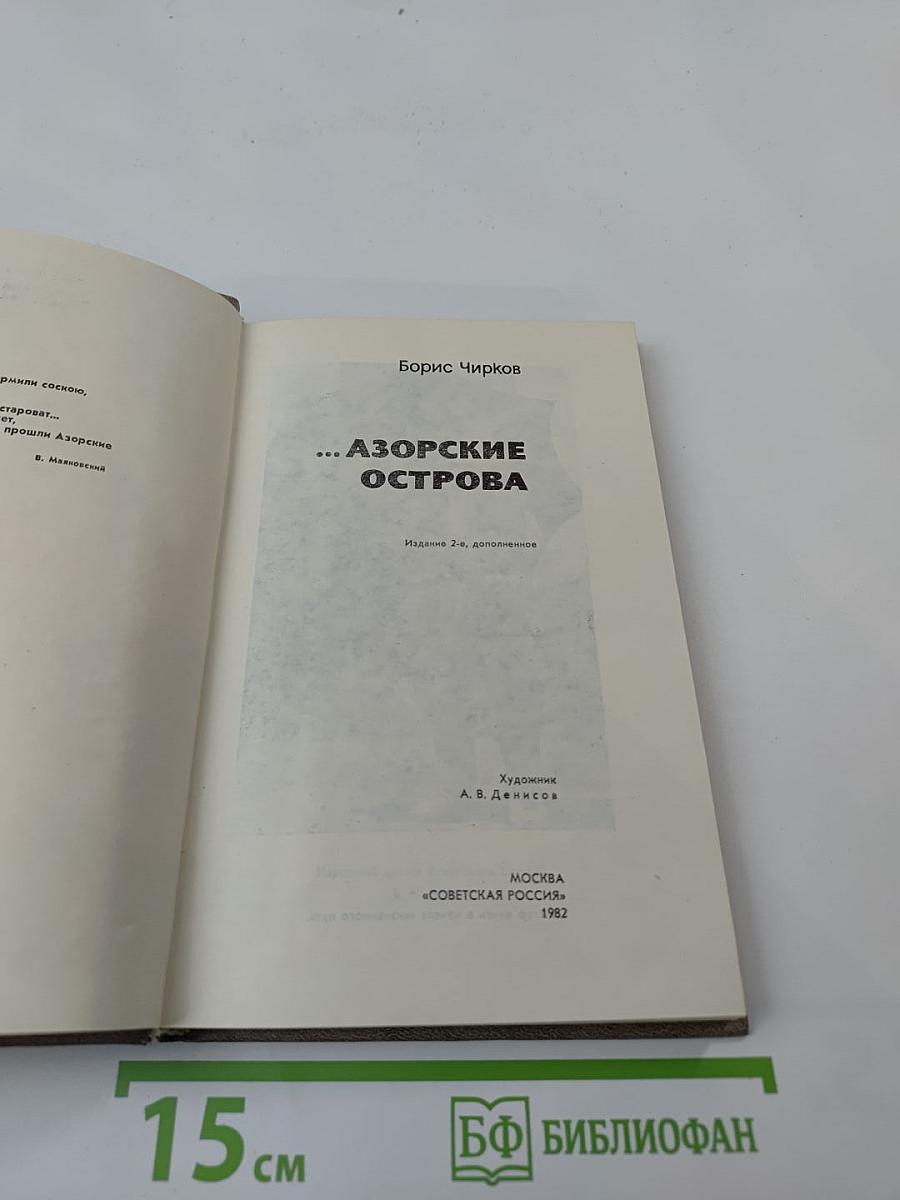 рмили соскою,
староват...
ет,
прошли Азорские
В. Маяковский
Борис Чирков
... АЗОРСКИЕ
ОСТРОВА
Издание 2-е, дополненное
Художник
А. В. Денисов
МОСКВА
«СОВЕТСКАЯ РОССИЯ»
1982
15 см
БФ БИБЛИОФАН